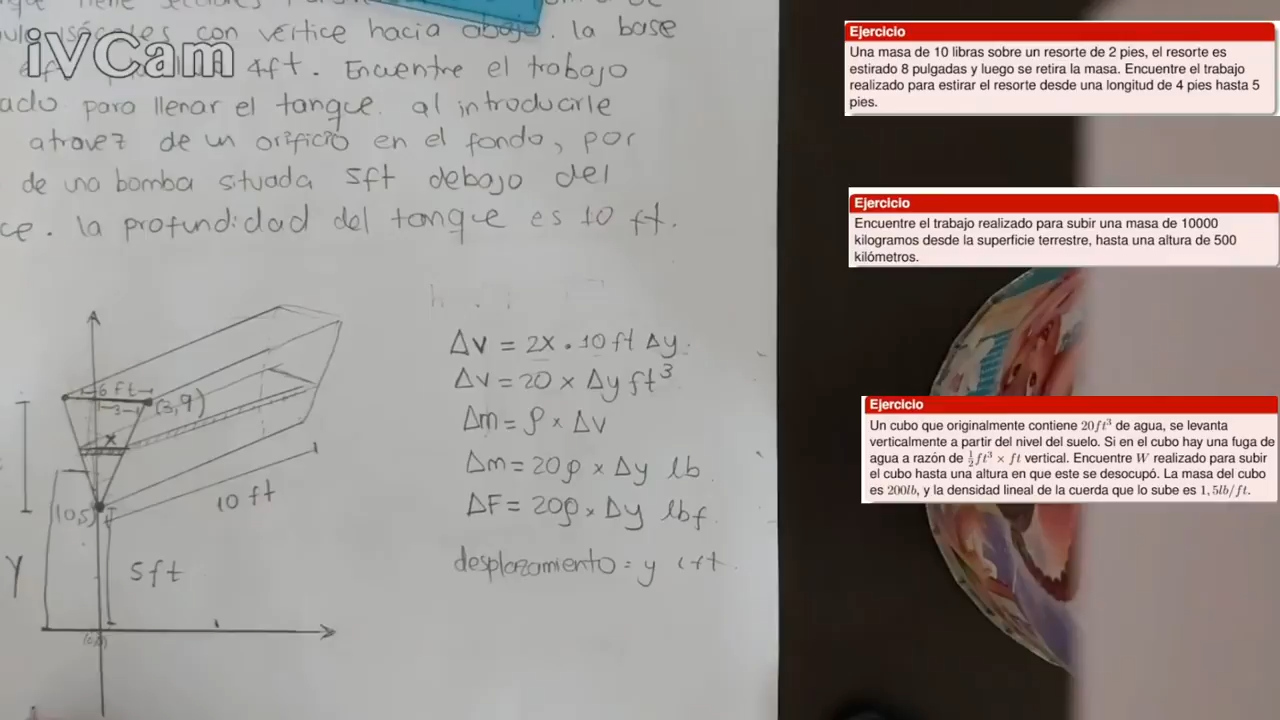 iVCam
con vértice hacia abajo. la base
4ft. Encuentre el trabajo
para llenar el tanque. al introducirle
atravez de un orificio en el fondo, por
de una bomba situada 5ft debajo del
ce. la profundidad del tanque es 10 ft.
6 ft
3
(3,9)
x
10 ft
5ft
y
ΔV = 2x · 10 ft Δy
ΔV = 20 x Δy ft³
Δm = ρ x ΔV
Δm = 20ρ x Δy lb
ΔF = 20ρ x Δy lbf
desplazamiento = y
Ejercicio
Una masa de 10 libras sobre un resorte de 2 pies, el resorte es
estirado 8 pulgadas y luego se retira la masa. Encuentre el trabajo
realizado para estirar el resorte desde una longitud de 4 pies hasta 5
pies.
Ejercicio
Encuentre el trabajo realizado para subir una masa de 10000
kilogramos desde la superficie terrestre, hasta una altura de 500
kilómetros.
Ejercicio
Un cubo que originalmente contiene 20ft³ de agua, se levanta
verticalmente a partir del nivel del suelo. Si en el cubo hay una fuga de
agua a razón de ½ft³ × ft vertical. Encuentre W realizado para subir
el cubo hasta una altura en que este se desocupó. La masa del cubo
es 200lb, y la densidad lineal de la cuerda que lo sube es 1,5lb/ft.